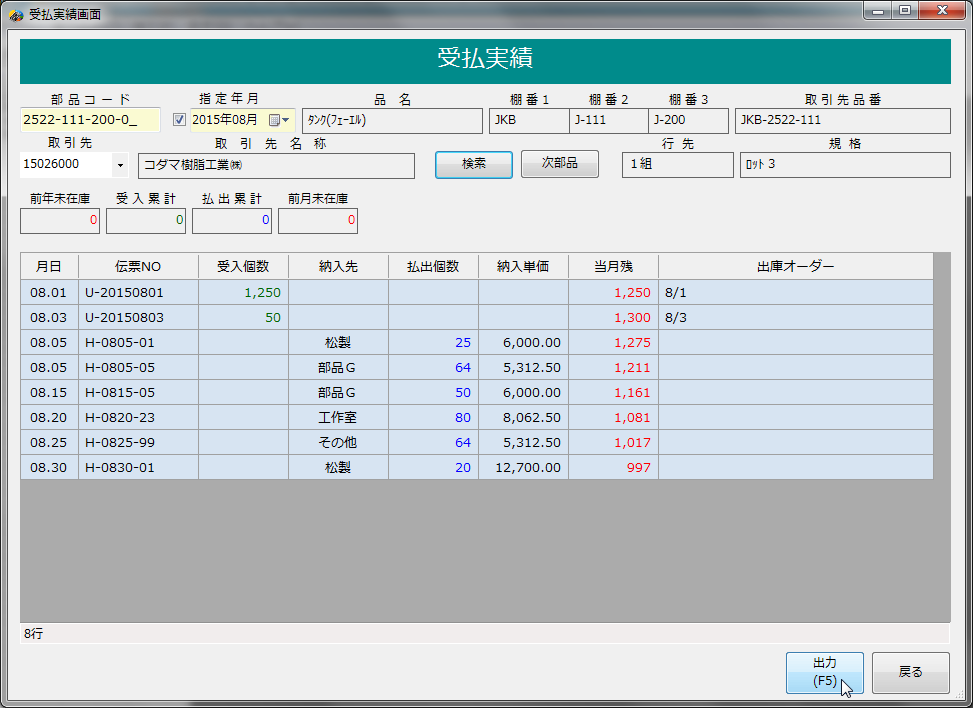 受払実績画面
受払実績
部品コード 指定年月 品名 棚番1 棚番2 棚番3 取引先品番
2522-111-200-0_ 2015年08月 ﾀﾝｸ(ﾌｭｰｴﾙ) JKB J-111 J-200 JKB-2522-111
取引先 取引先名称 行先 規格
15026000 コダマ樹脂工業㈱ 検索 次部品 1組 ﾛｯﾄ3
前年末在庫 受入累計 払出累計 前月末在庫
0 0 0 0
月日 伝票NO 受入個数 納入先 払出個数 納入単価 当月残 出庫オーダー
08.01 U-20150801 1,250 1,250 8/1
08.03 U-20150803 50 1,300 8/3
08.05 H-0805-01 松製 25 6,000.00 1,275
08.05 H-0805-05 部品G 64 5,312.50 1,211
08.15 H-0815-05 部品G 50 6,000.00 1,161
08.20 H-0820-23 工作室 80 8,062.50 1,081
08.25 H-0825-99 その他 64 5,312.50 1,017
08.30 H-0830-01 松製 20 12,700.00 997
8行
出力 戻る
(F5)